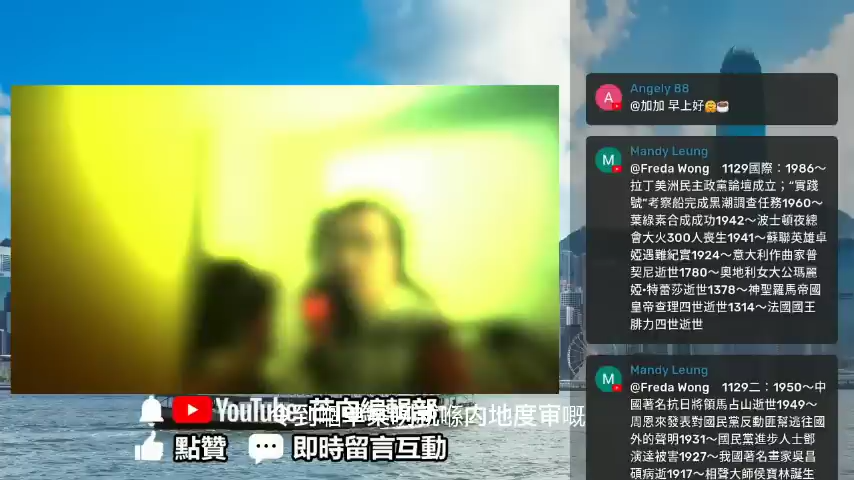 Angely 88
@加加 早上好
Mandy Leung
@Freda Wong 1129國際：1986～
拉丁美洲民主政黨論壇成立；“實踐
號”考察船完成黑潮調查任務1960～
葉綠素合成成功1942～波士頓夜總
會大火300人喪生1941～蘇聯英雄卓
婭遇難紀實1924～意大利作曲家普
契尼逝世1780～奧地利女大公瑪麗
婭·特蕾莎逝世1378～神聖羅馬帝國
皇帝查理四世逝世1314～法國國王
腓力四世逝世
Mandy Leung
@Freda Wong 1129二：1950～中
國著名抗日將領馬占山逝世1949～
周恩來發表對國民黨反動匪幫逃往國
外的聲明1931～國民黨進步人士鄧
演達被害1927～我國著名畫家吳昌
碩病逝1917～相聲大師侯寶林誕生
YouTube
喺内地度审嘅
點贊 即時留言互動